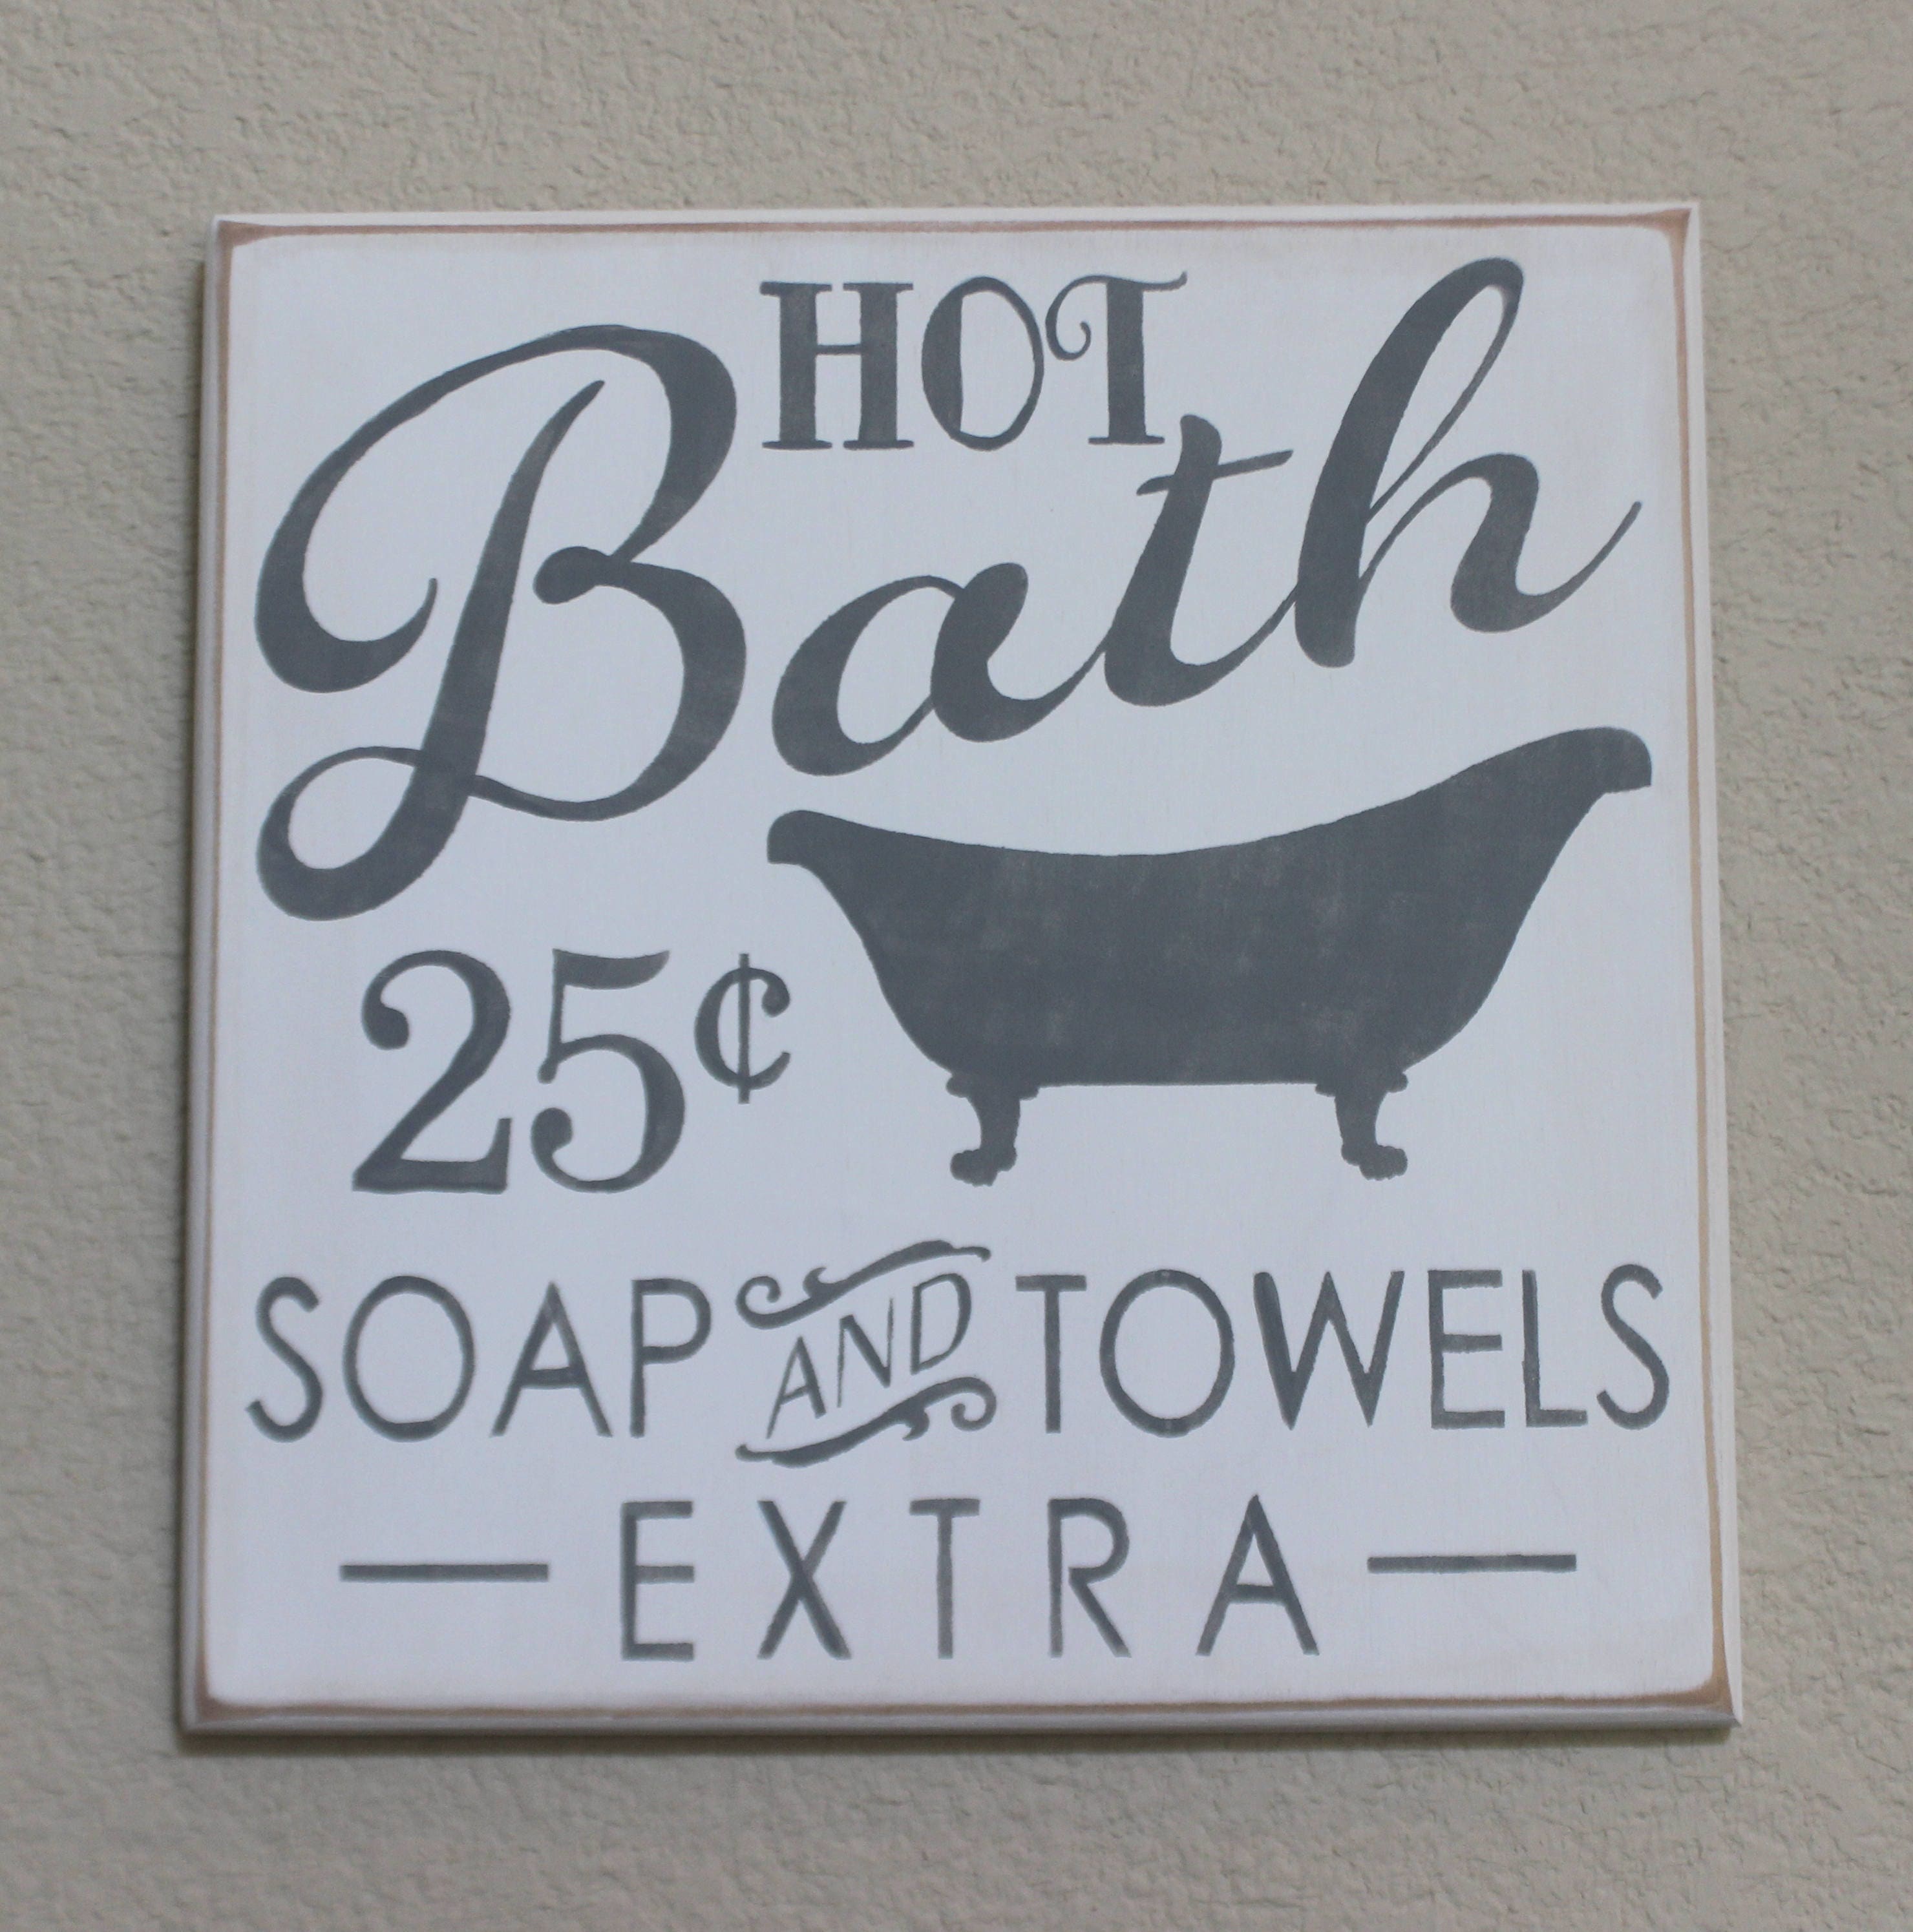 HOT
Bath
25¢
SOAP AND TOWELS
— EXTRA —